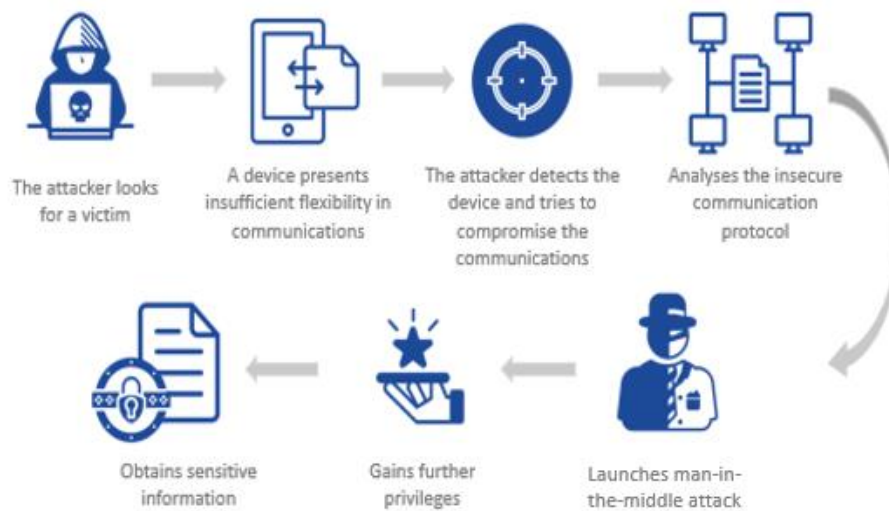 The attacker looks
for a victim
A device presents
insufficient flexibility in
communications
The attacker detects the
device and tries to
compromise the
communications
Analyses the insecure
communication
protocol
Obtains sensitive
information
Gains further
privileges
Launches man-in-
the-middle attack